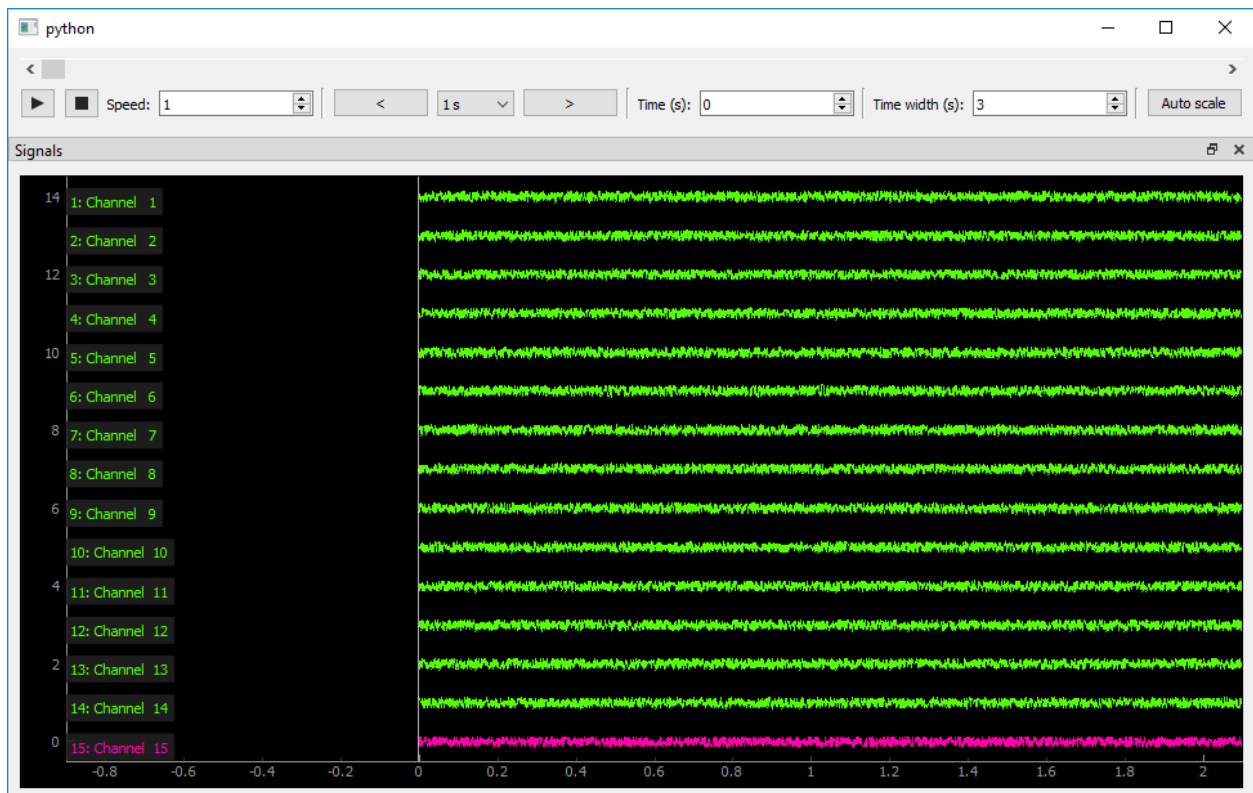 python
< >
Speed: 1 < 1 s > Time (s): 0 Time width (s): 3 Auto scale
Signals
14 1: Channel 1
2: Channel 2
12 3: Channel 3
4: Channel 4
10 5: Channel 5
6: Channel 6
8 7: Channel 7
8: Channel 8
6 9: Channel 9
10: Channel 10
4 11: Channel 11
12: Channel 12
2 13: Channel 13
14: Channel 14
0 15: Channel 15
-0.8 -0.6 -0.4 -0.2 0 0.2 0.4 0.6 0.8 1 1.2 1.4 1.6 1.8 2